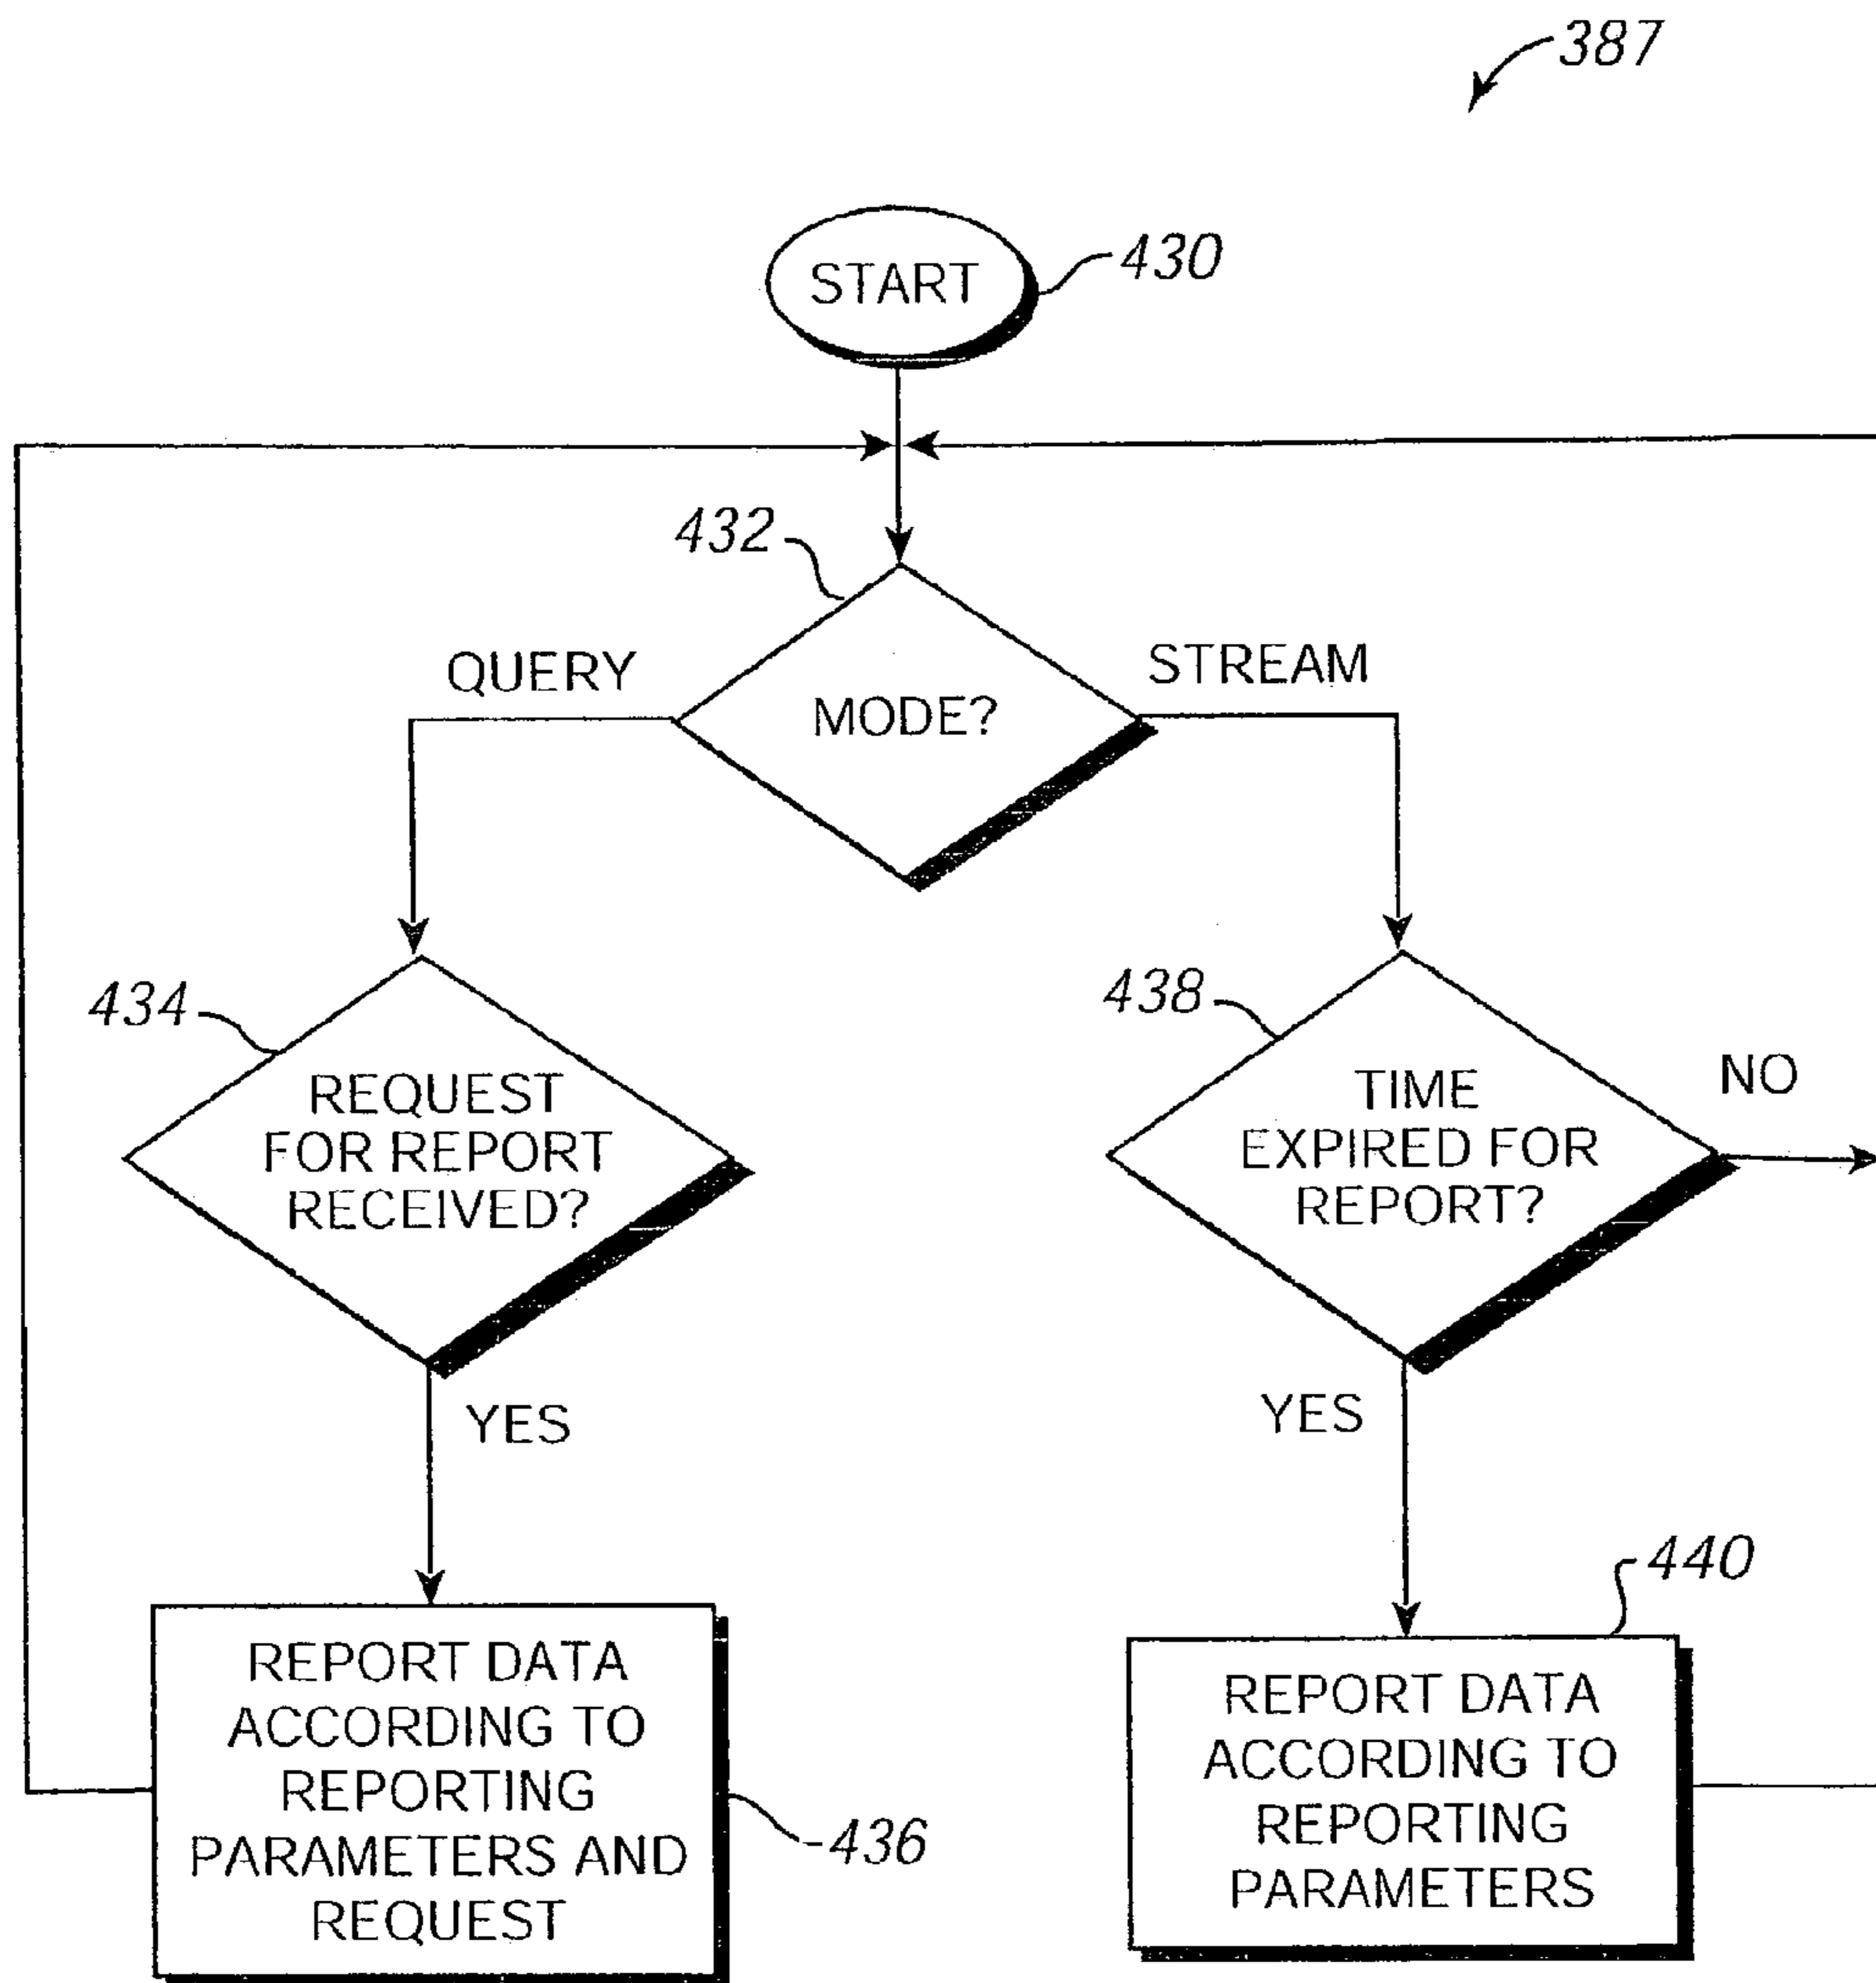 387
START
430
432
QUERY
STREAM
MODE?
434
REQUEST
FOR REPORT
RECEIVED?
438
TIME
EXPIRED FOR
REPORT?
NO
YES
YES
REPORT DATA
ACCORDING TO
REPORTING
PARAMETERS AND
REQUEST
436
440
REPORT DATA
ACCORDING TO
REPORTING
PARAMETERS